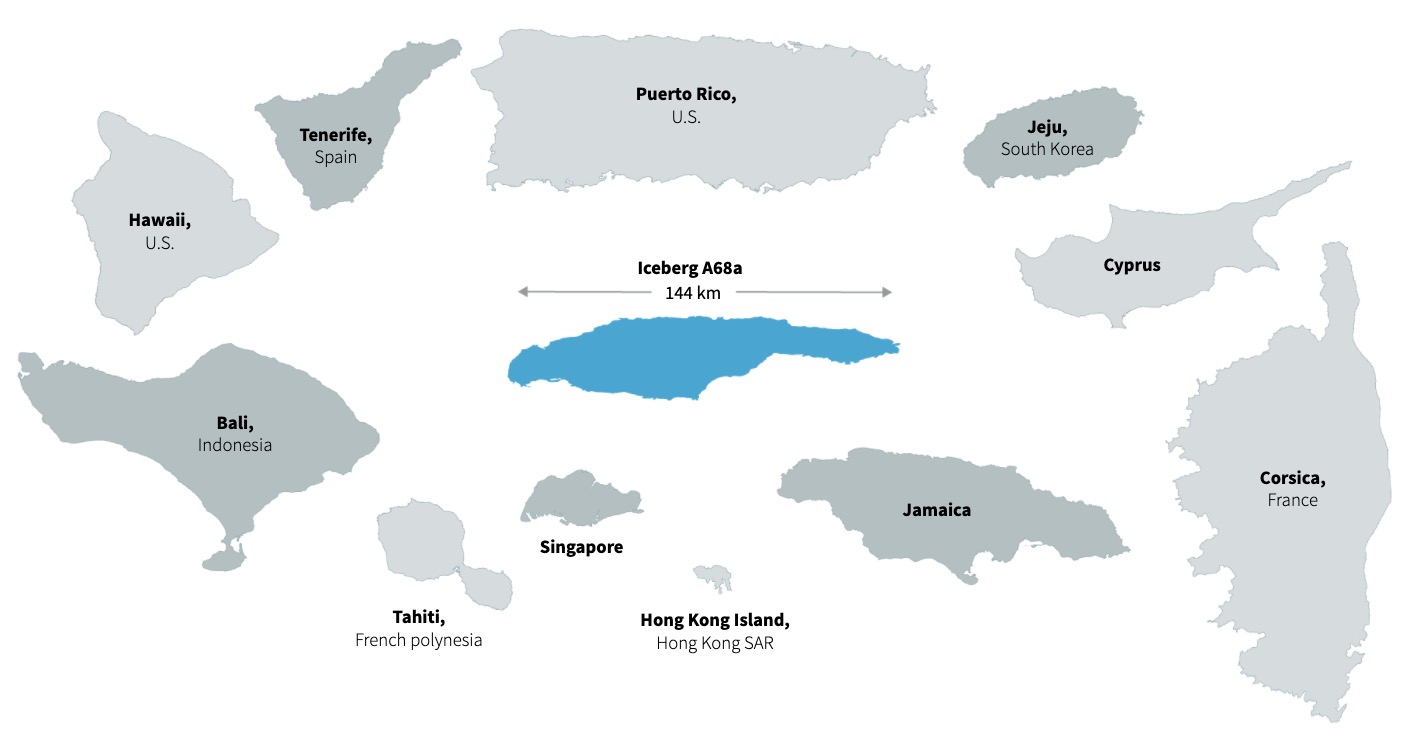 Puerto Rico,
U.S.
Tenerife,
Spain
Jeju,
South Korea
Hawaii,
U.S.
Iceberg A68a
144 km
Cyprus
Bali,
Indonesia
Corsica,
France
Jamaica
Singapore
Tahiti,
French polynesia
Hong Kong Island,
Hong Kong SAR